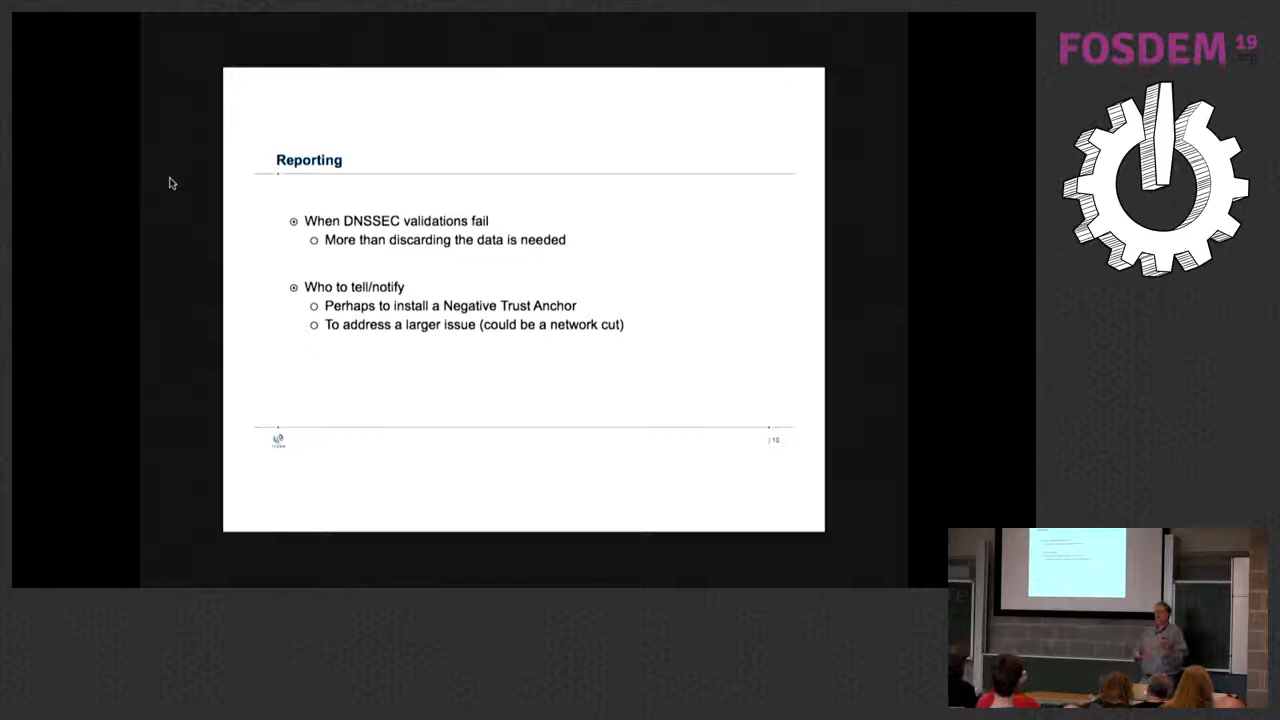 FOSDEM 19
Reporting
When DNSSEC validations fail
More than discarding the data is needed
Who to tell/notify
Perhaps to install a Negative Trust Anchor
To address a larger issue (could be a network cut)
| 10